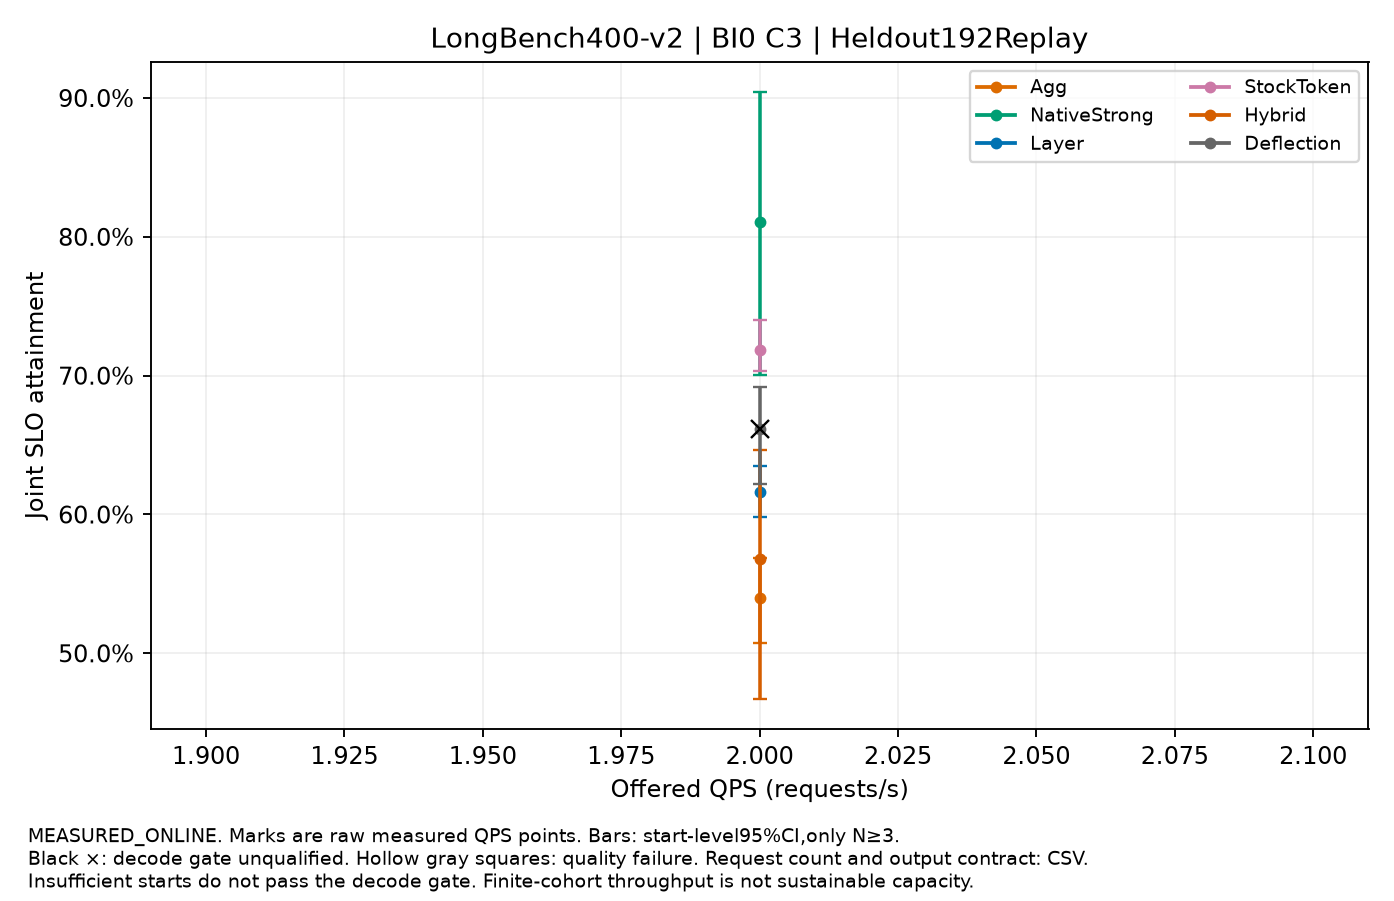 LongBench400-v2 | BI0 C3 | Heldout192Replay
Agg
NativeStrong
Layer
StockToken
Hybrid
Deflection
90.0%
80.0%
70.0%
60.0%
50.0%
Joint SLO attainment
1.900
1.925
1.950
1.975
2.000
2.025
2.050
2.075
2.100
Offered QPS (requests/s)
MEASURED_ONLINE. Marks are raw measured QPS points. Bars: start-level95%CI,only N≥3.
Black ×: decode gate unqualified. Hollow gray squares: quality failure. Request count and output contract: CSV.
Insufficient starts do not pass the decode gate. Finite-cohort throughput is not sustainable capacity.